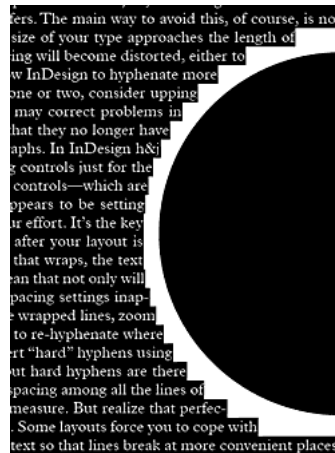 fers. The main way to avoid this, of course, is no
size of your type approaches the length of
ing will become distorted, either to
w InDesign to hyphenate more
one or two, consider upping
may correct problems in
hat they no longer have
aphs. In InDesign h&j
g controls just for the
controls—which are
ppears to be setting
ur effort. It's the key
after your layout is
that wraps, the text
ean that not only will
pacing settings inap-
e wrapped lines, zoom
to re-hyphenate where
ert “hard” hyphens using
out hard hyphens are there
spacing among all the lines of
measure. But realize that perfec-
. Some layouts force you to cope with
text so that lines break at more convenient places